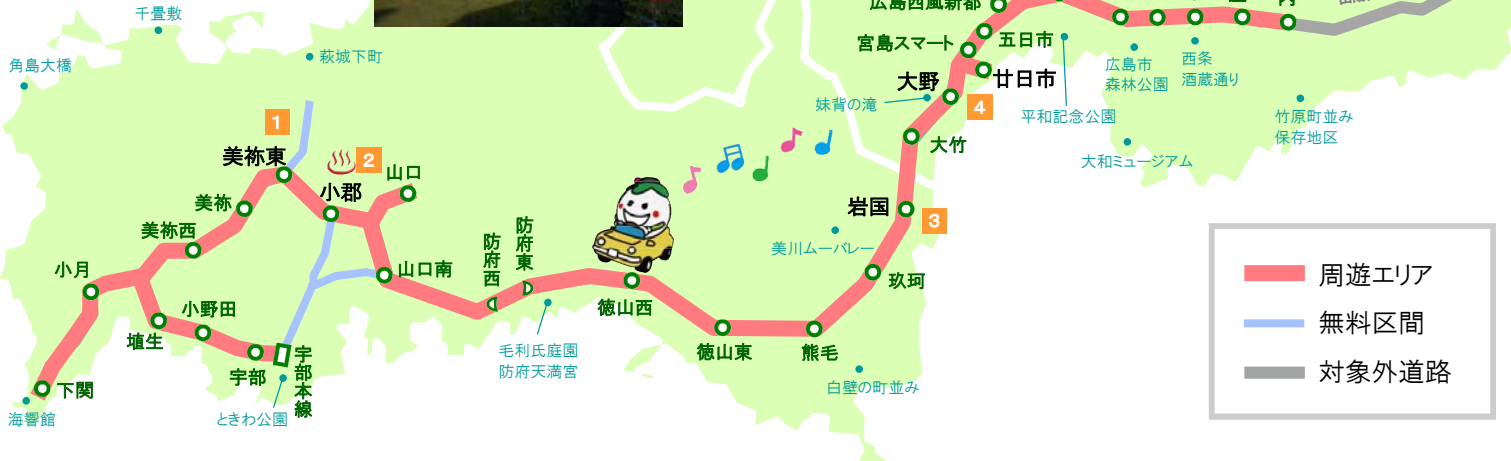 千畳敷
萩城下町
角島大橋
広島西風新都
宮島スマート
五日市
広島市
森林公園
西条
酒蔵通り
大野
廿日市
妹背の滝
4
平和記念公園
竹原町並み
保存地区
大竹
大和ミュージアム
1
美祢東
2
山口
小郡
美祢
美祢西
岩国
3
美川ムーバレー
小月
山口南
防府西
防府東
玖珂
小野田
埴生
徳山西
徳山東
熊毛
宇部
宇部本線
毛利氏庭園
防府天満宮
下関
白壁の町並み
海響館
ときわ公園
周遊エリア
無料区間
対象外道路